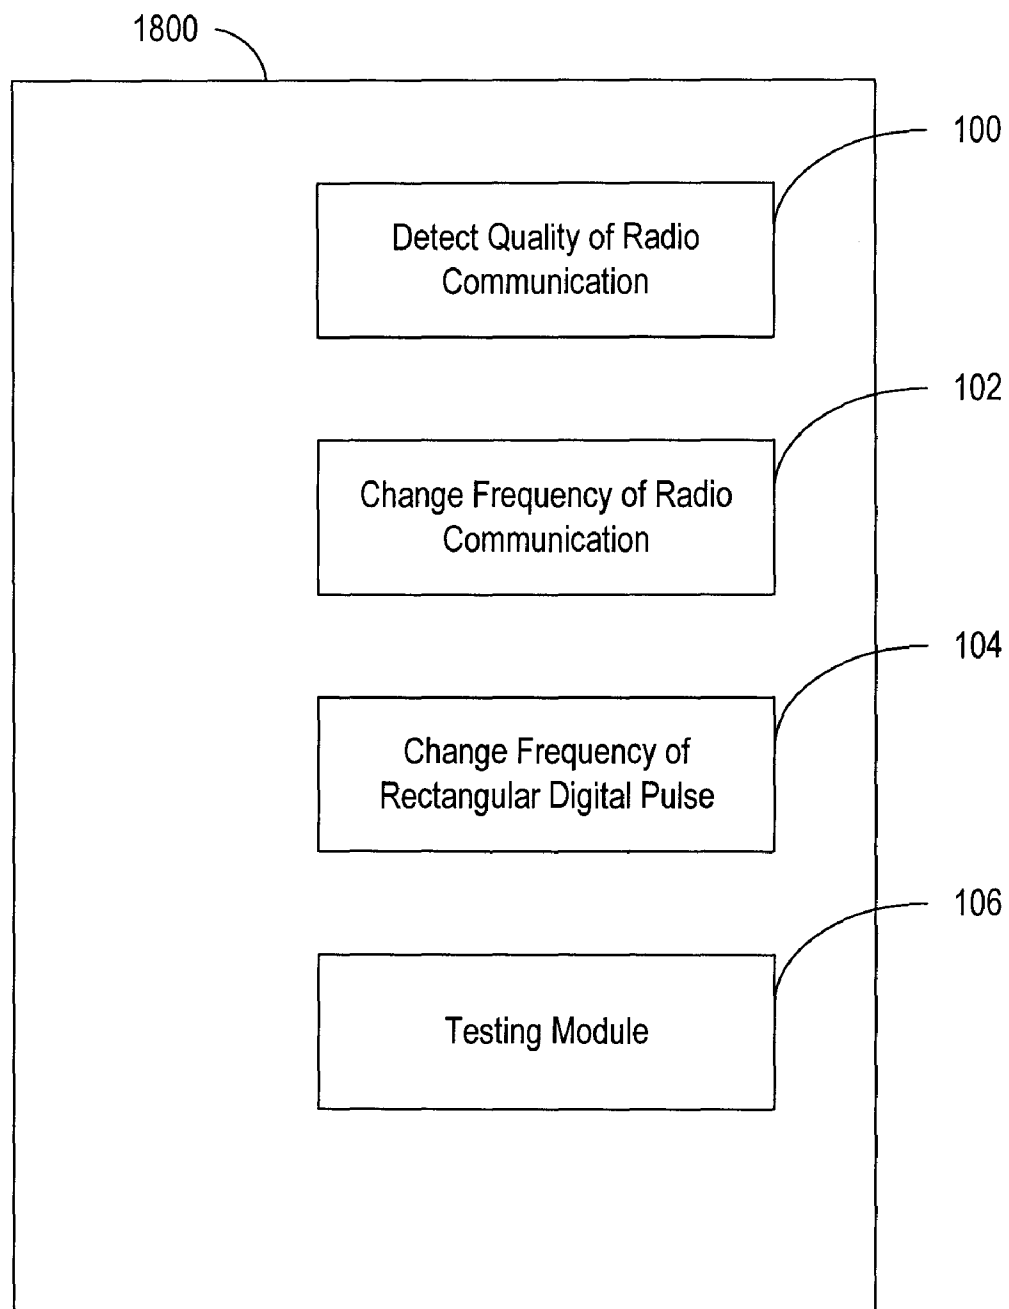 1800
100
Detect Quality of Radio
Communication
102
Change Frequency of Radio
Communication
104
Change Frequency of
Rectangular Digital Pulse
106
Testing Module